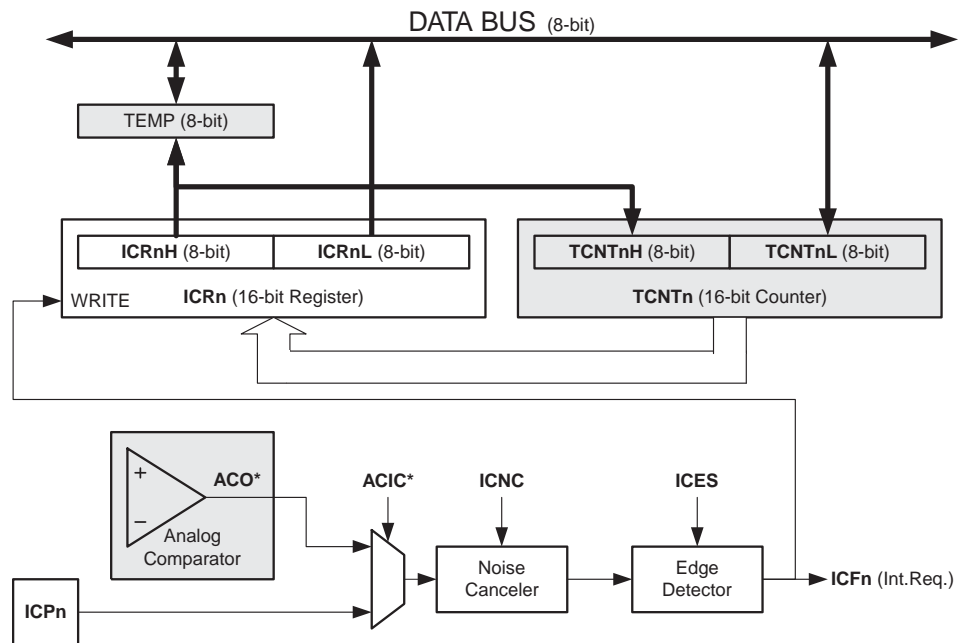 DATA BUS (8-bit)
TEMP (8-bit)
ICRnH (8-bit)
ICRnL (8-bit)
TCNTnH (8-bit)
TCNTnL (8-bit)
WRITE
ICRn (16-bit Register)
TCNTn (16-bit Counter)
+
−
ACO*
Analog
Comparator
ACIC*
ICNC
ICES
Noise
Canceler
Edge
Detector
ICFn (Int.Req.)
ICPn